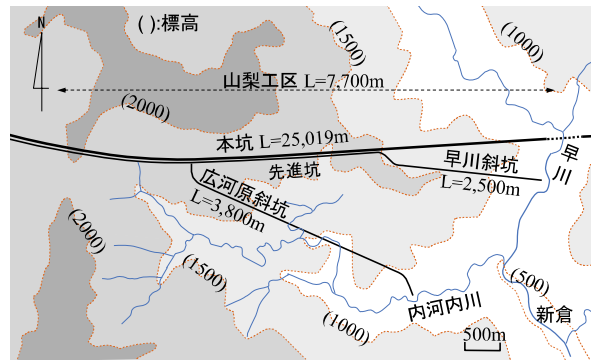 N
( ):標高
(1500)
(1000)
山梨工区 L=7,700m
(2000)
本坑 L=25,019m
先進坑
早川斜坑
L=2,500m
早川
広河原斜坑
L=3,800m
(2000)
(1500)
(1000)
内河内川
(500)
新倉
500m